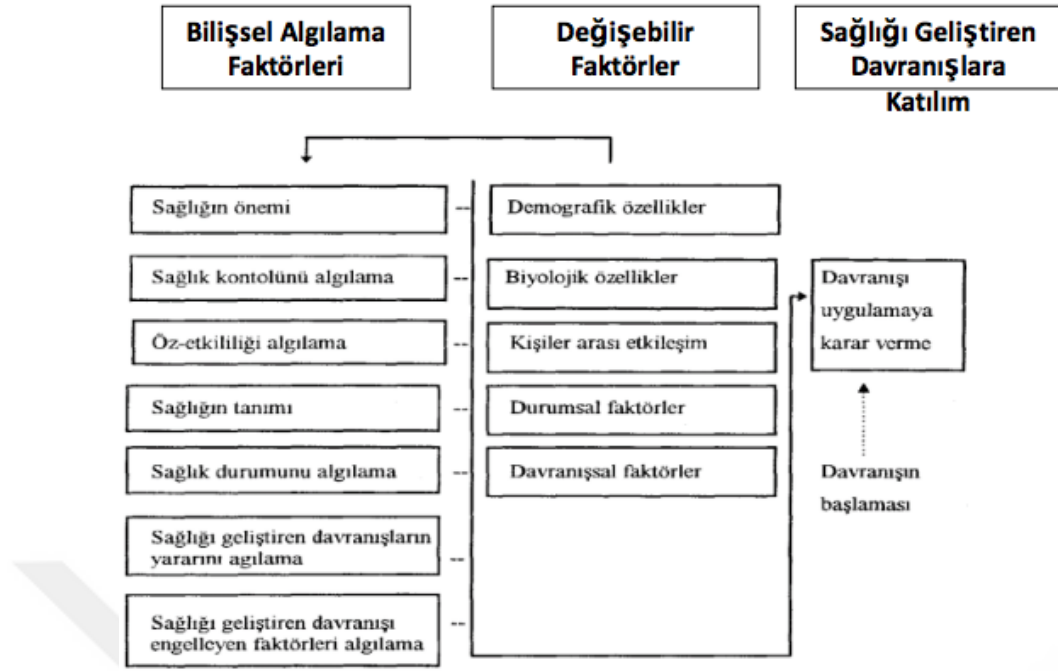 Bilişsel Algılama
Faktörleri
Değişebilir
Faktörler
Sağlığı Geliştiren
Davranışlara
Katılım
Sağlığın önemi
Sağlık kontolünü algılama
Öz-etkililiği algılama
Sağlığın tanımı
Sağlık durumunu algılama
Sağlığı geliştiren davranışların
yararını agılama
Sağlığı geliştiren davranışı
engelleyen faktörleri algılama
Demografik özellikler
Biyolojik özellikler
Kişiler arası etkileşim
Durumsal faktörler
Davranışsal faktörler
Davranışı
uygulamaya
karar verme
Davranışın
başlaması